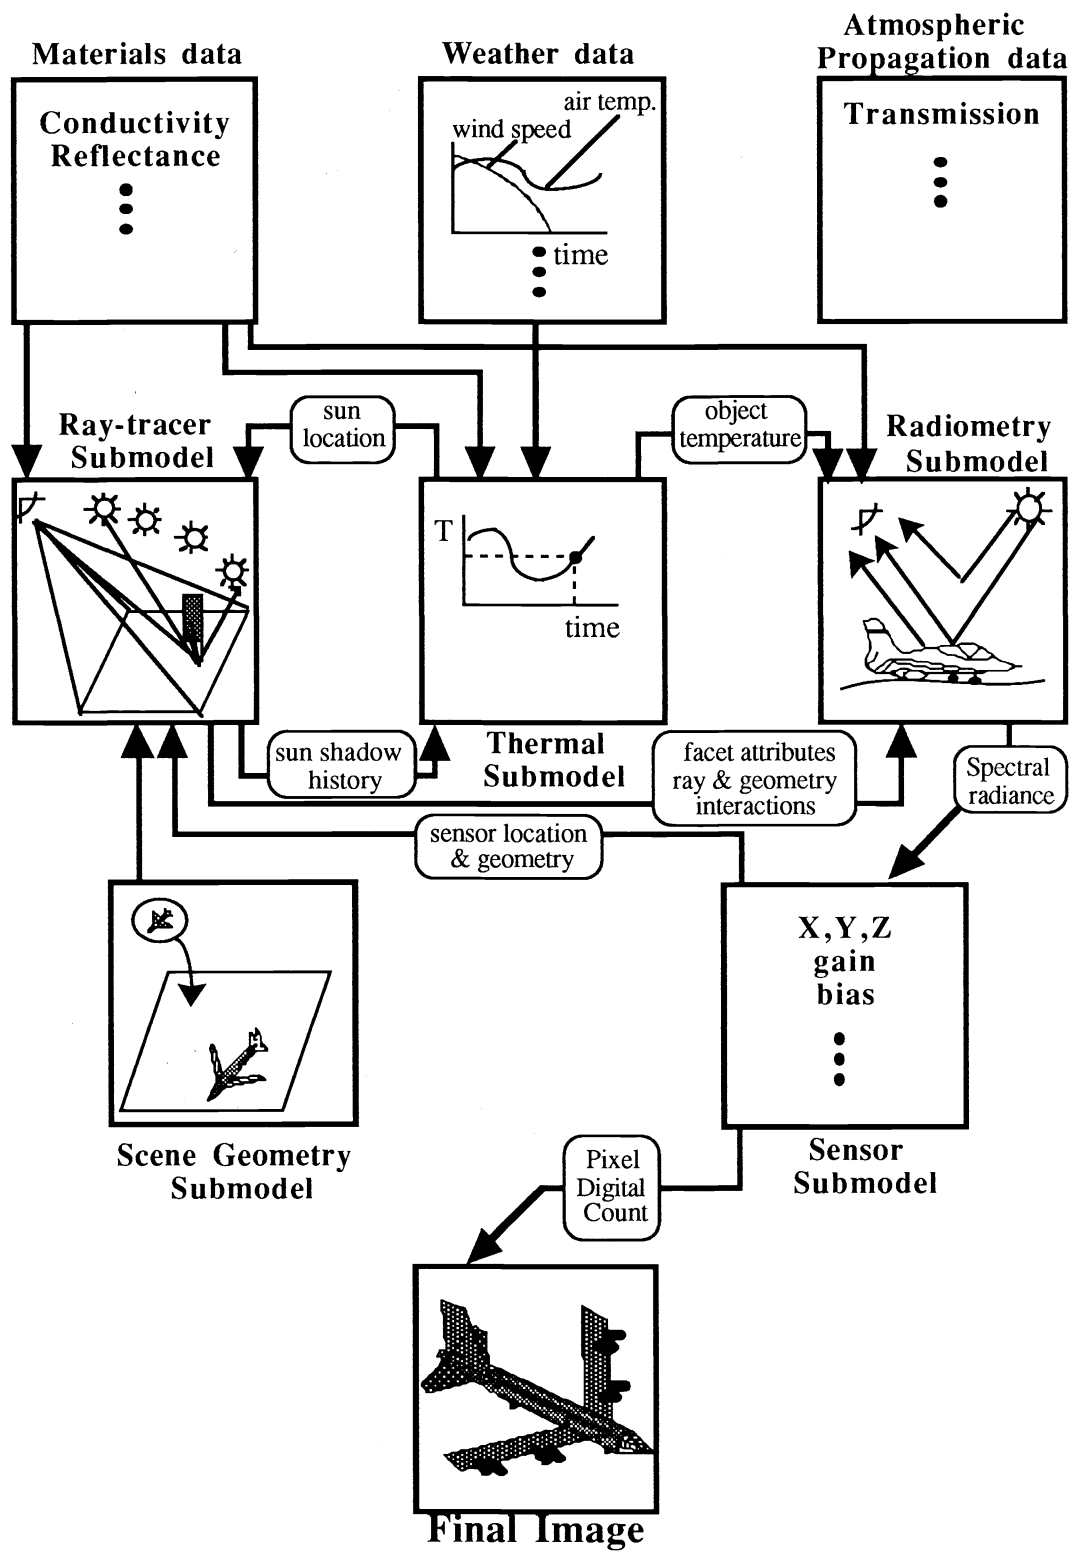 Materials data
Weather data
Atmospheric
Propagation data
Conductivity
Reflectance
air temp.
wind speed
time
Transmission
Ray-tracer
Submodel
sun
location
object
temperature
Radiometry
Submodel
T
time
Thermal
Submodel
sun shadow
history
facet attributes
ray & geometry
interactions
Spectral
radiance
sensor location
& geometry
X,Y,Z
gain
bias
Scene Geometry
Submodel
Sensor
Submodel
Pixel
Digital
Count
Final Image